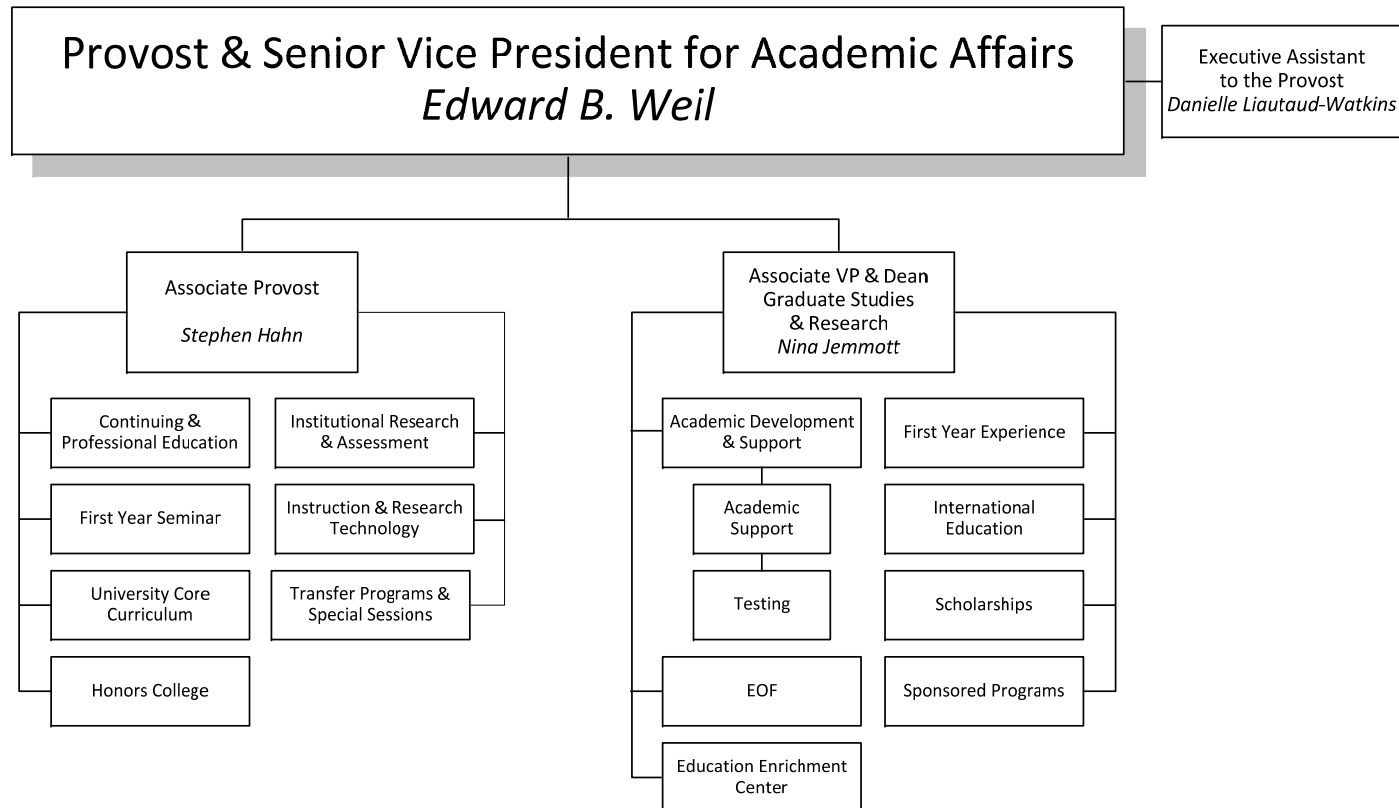 Provost & Senior Vice President for Academic Affairs
Edward B. Weil
Executive Assistant
to the Provost
Danielle Liautaud-Watkins
Associate Provost
Stephen Hahn
Associate VP & Dean
Graduate Studies
& Research
Nina Jemmott
Continuing &
Professional Education
Institutional Research
& Assessment
First Year Seminar
Instruction & Research
Technology
University Core
Curriculum
Transfer Programs &
Special Sessions
Honors College
Academic Development
& Support
First Year Experience
Academic
Support
International
Education
Testing
Scholarships
EOF
Sponsored Programs
Education Enrichment
Center